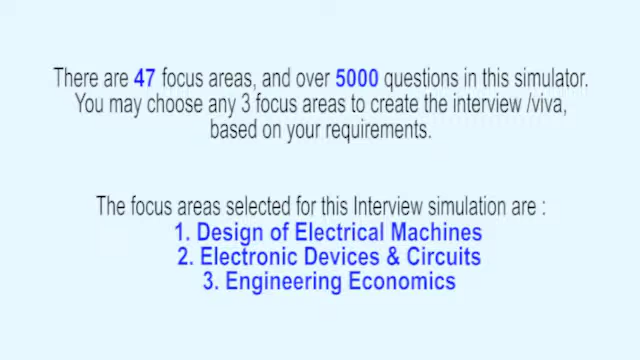 There are 47 focus areas, and over 5000 questions in this simulator.
You may choose any 3 focus areas to create the interview /viva,
based on your requirements.
The focus areas selected for this Interview simulation are :
1. Design of Electrical Machines
2. Electronic Devices & Circuits
3. Engineering Economics